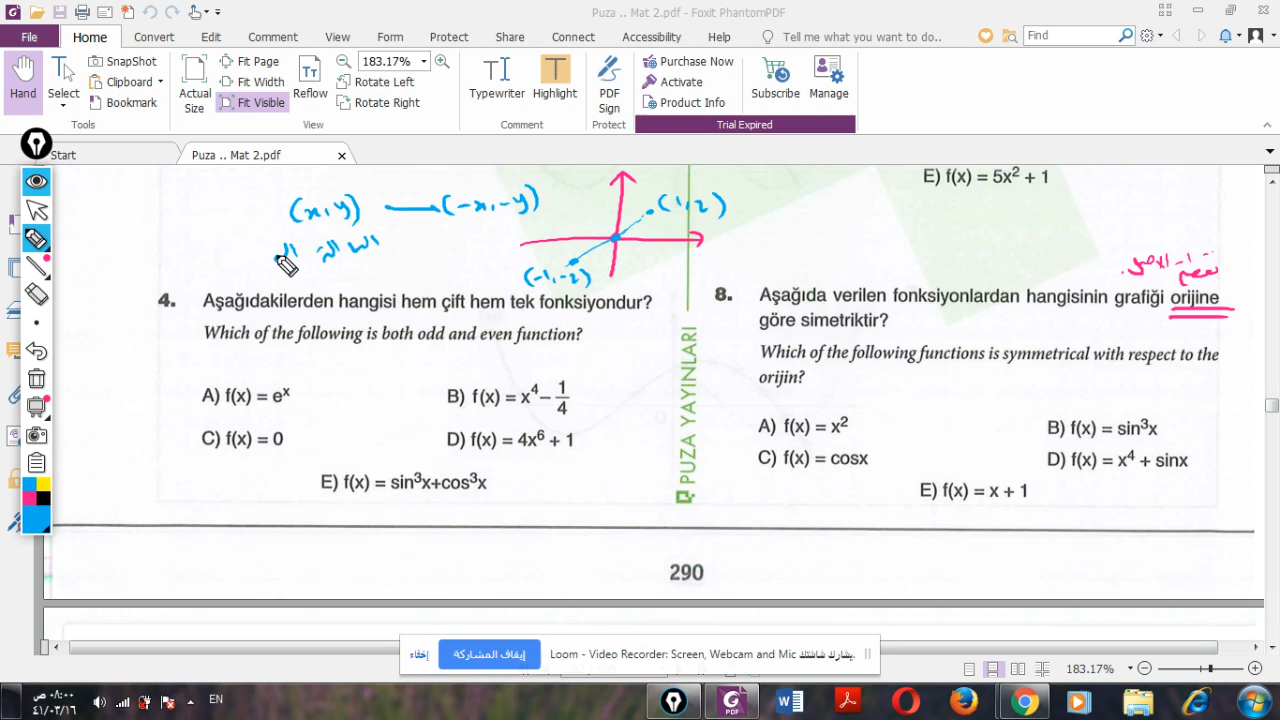 Puza .. Mat 2.pdf - Foxit PhantomPDF
File Home Convert Edit Comment View Form Protect Share Connect Accessibility Help Tell me what you want to do.. Find
Hand
Select
SnapShot
Clipboard
Bookmark
Tools
Actual Size
Fit Page
Fit Width
Fit Visible
Reflow
183.17%
Rotate Left
Rotate Right
View
Typewriter
Highlight
Comment
PDF Sign
Protect
Purchase Now
Activate
Product Info
Trial Expired
Subscribe
Manage
Start
Puza .. Mat 2.pdf
(x,y) → (-x,-y)
(1,2)
(-1,-2)
4. Aşağıdakilerden hangisi hem çift hem tek fonksiyondur?
Which of the following is both odd and even function?
A) f(x) = eˣ
B) f(x) = x⁴ – 1/4
C) f(x) = 0
D) f(x) = 4x⁶ + 1
E) f(x) = sin³x+cos³x
PUZA YAYINLARI
E) f(x) = 5x² + 1
8. Aşağıda verilen fonksiyonlardan hangisinin grafiği orijine
göre simetriktir?
Which of the following functions is symmetrical with respect to the
orijin?
A) f(x) = x²
B) f(x) = sin³x
C) f(x) = cosx
D) f(x) = x⁴ + sinx
E) f(x) = x + 1
290
إخفاء
إيقاف المشاركة
Loom – Video Recorder: Screen, Webcam and Mic يشارك شاشتك.
183.17%
EN
٠٨:٠٠ ص
٤١/٠٣/١٦